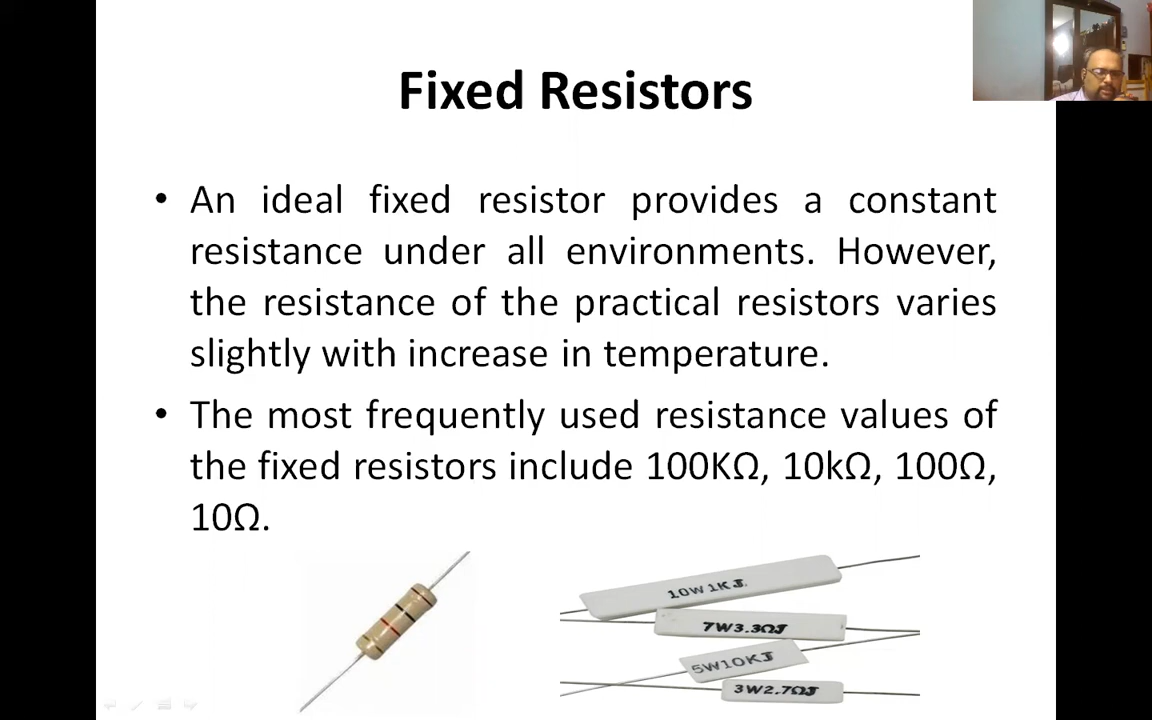 Fixed Resistors
• An ideal fixed resistor provides a constant
resistance under all environments. However,
the resistance of the practical resistors varies
slightly with increase in temperature.
• The most frequently used resistance values of
the fixed resistors include 100KΩ, 10kΩ, 100Ω,
10Ω.
10W1KJ.
7W3.3ΩJ
5W10KJ
3W2.7ΩJ